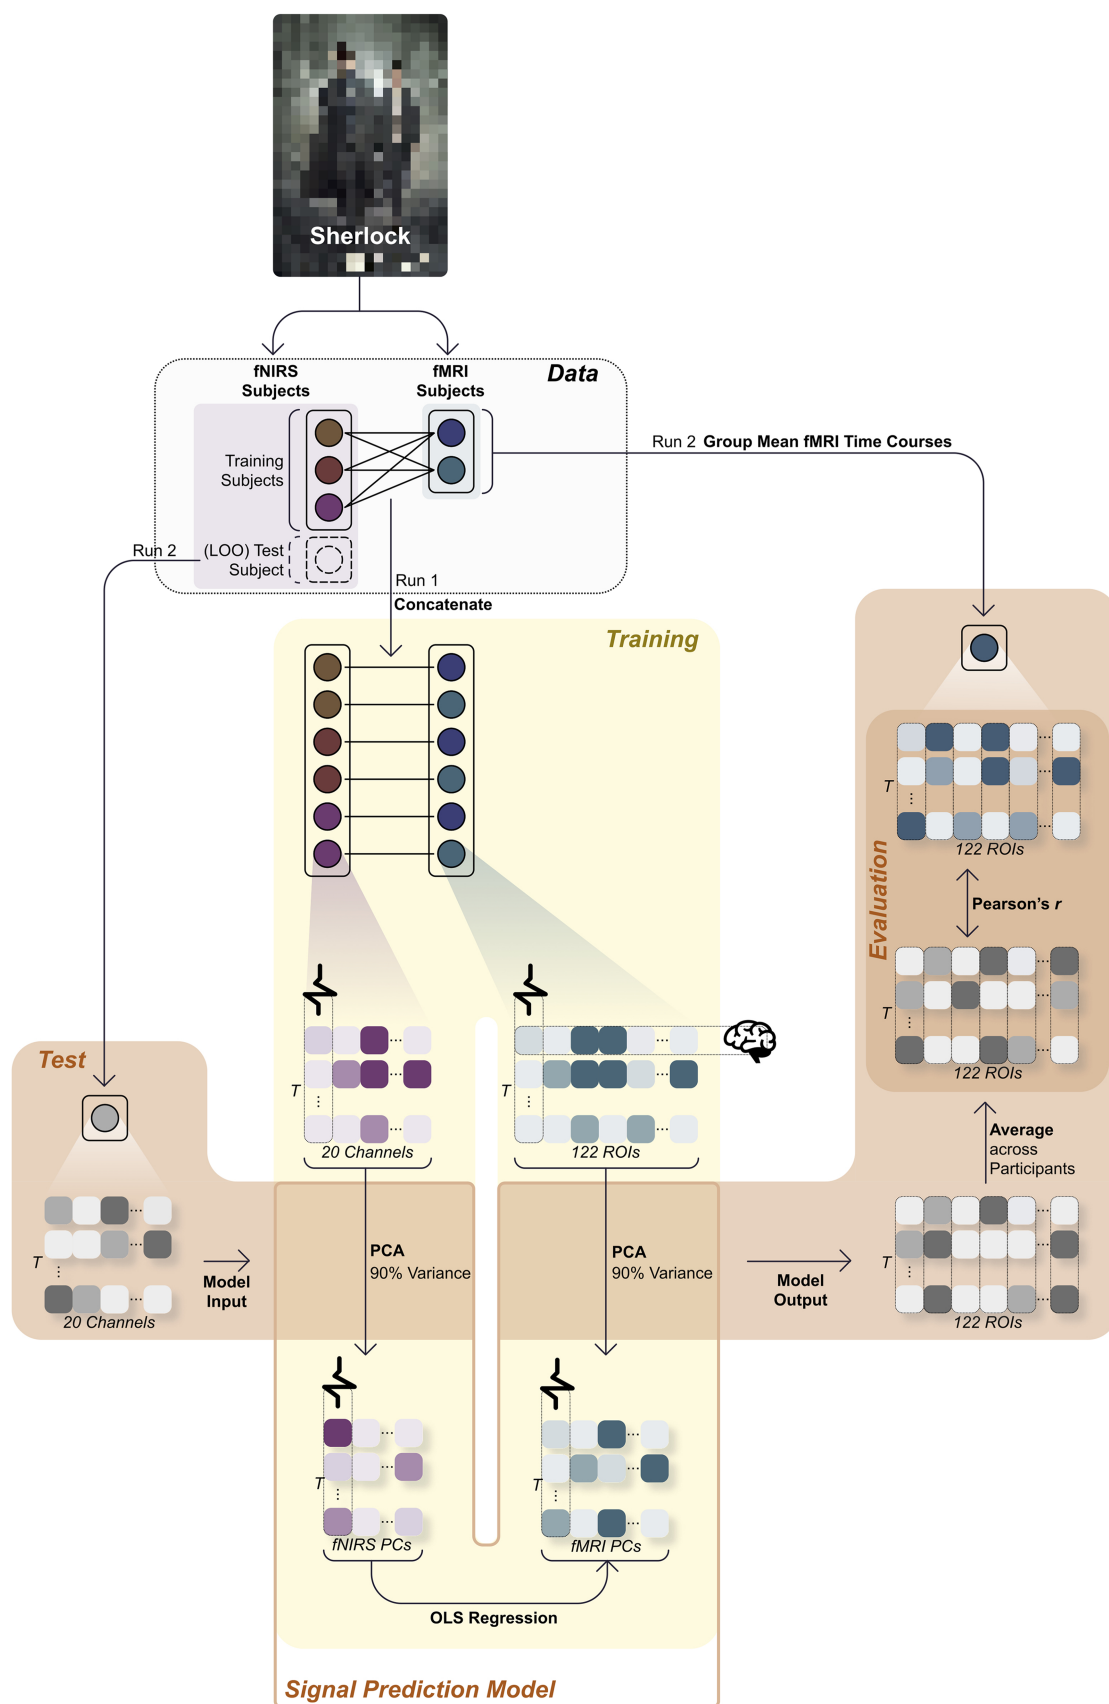 Sherlock
fNIRS
Subjects
fMRI
Subjects
Data
Training
Subjects
Run 2 Group Mean fMRI Time Courses
Run 2
(LOO) Test
Subject
Run 1
Concatenate
Training
T
⋮
122 ROIs
Evaluation
Pearson's r
T
⋮
122 ROIs
Test
T
⋮
20 Channels
T
⋮
122 ROIs
Average
across
Participants
PCA
90% Variance
PCA
90% Variance
T
⋮
20 Channels
Model
Input
Model
Output
T
⋮
122 ROIs
T
⋮
fNIRS PCs
T
⋮
fMRI PCs
OLS Regression
Signal Prediction Model